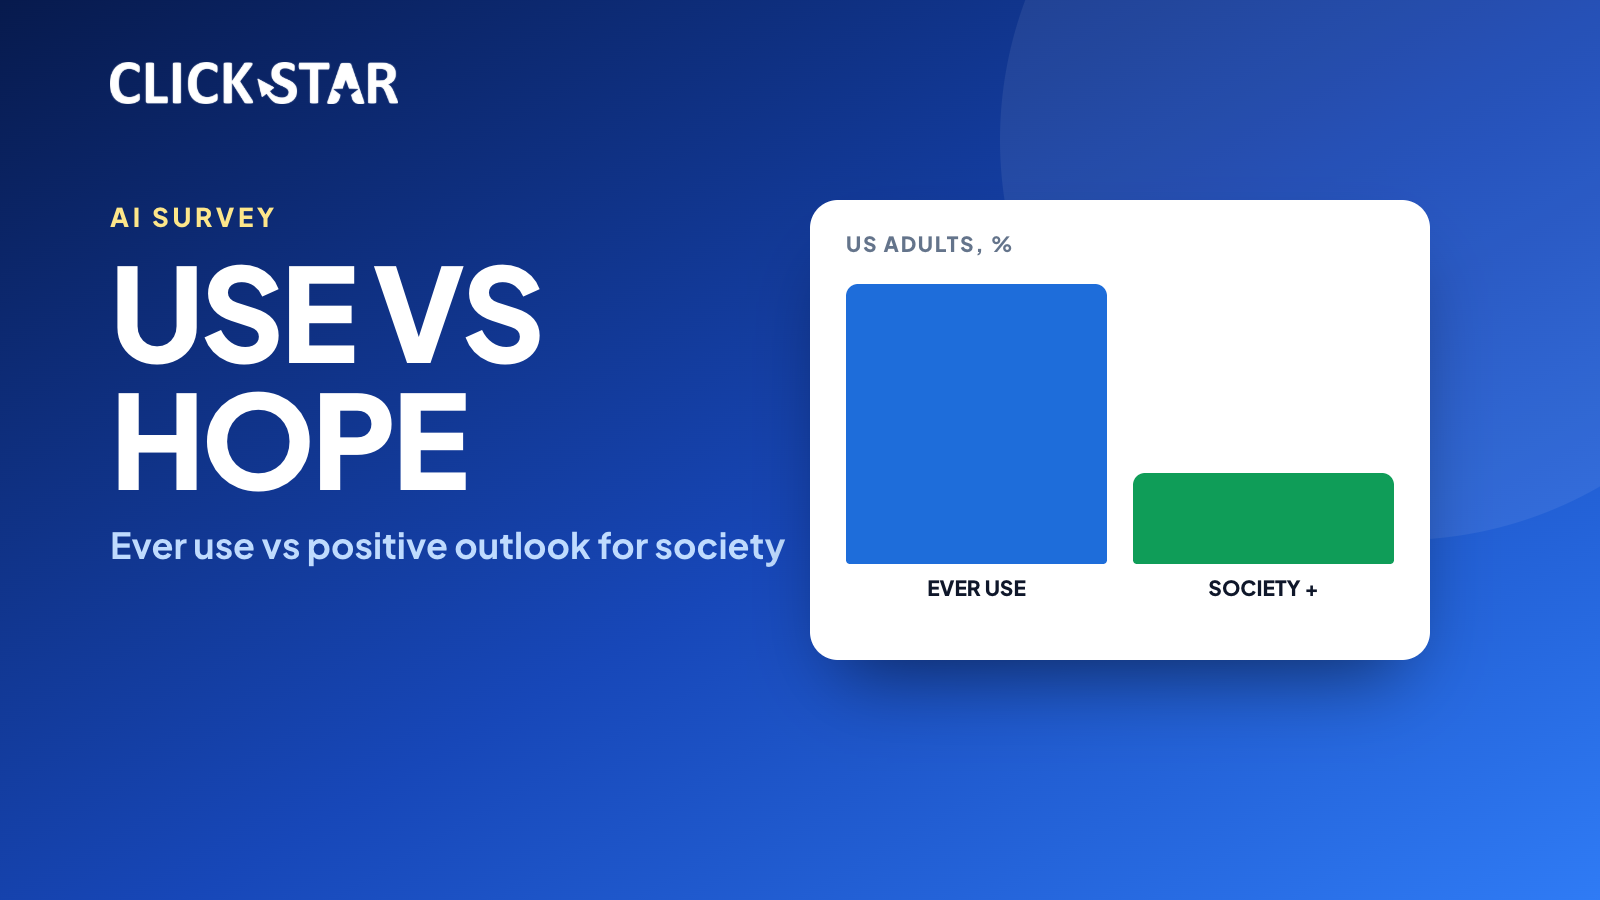 CLICKSTAR
AI SURVEY
USE VS
HOPE
Ever use vs positive outlook for society
US ADULTS, %
EVER USE
SOCIETY +